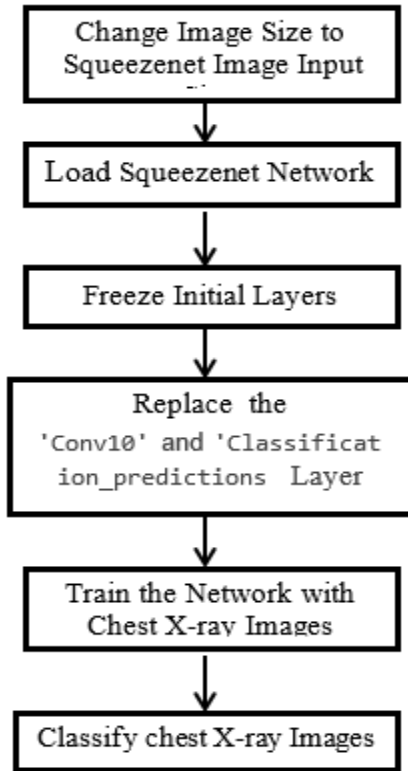 Change Image Size to
Squeezenet Image Input
Load Squeezenet Network
Freeze Initial Layers
Replace the
'Conv10' and 'Classificat
ion_predictions Layer
Train the Network with
Chest X-ray Images
Classify chest X-ray Images